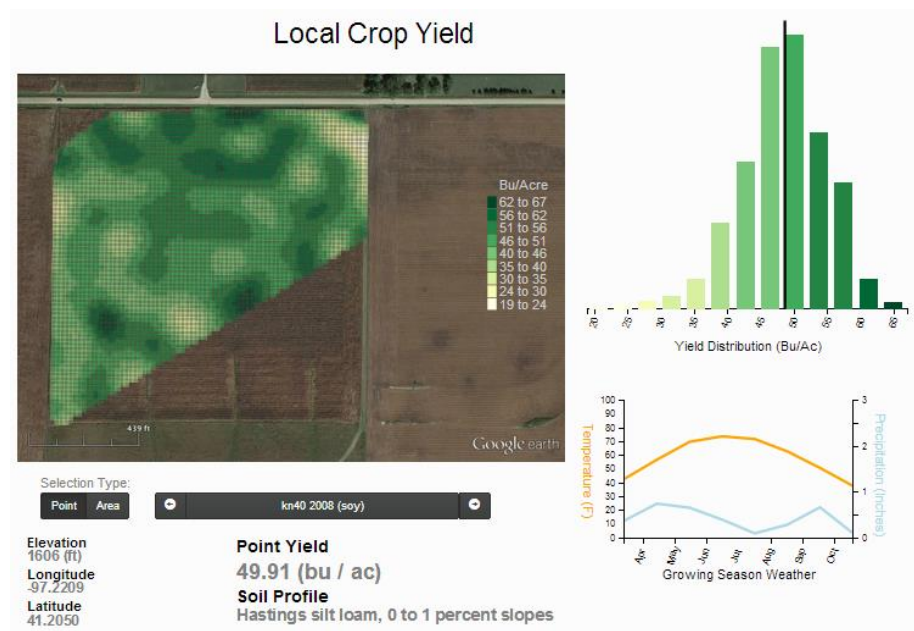 Local Crop Yield
Bu/Acre
62 to 67
56 to 62
51 to 56
46 to 51
40 to 46
35 to 40
30 to 35
24 to 30
19 to 24
439 ft
Google earth
20 25 30 35 40 45 50 55 60 65
Yield Distribution (Bu/Ac)
100
90
80
70
60
50
40
30
20
10
0
Temperature (F)
3
2
1
0
Precipitation (Inches)
Apr May Jun Jul Aug Sep Oct
Growing Season Weather
Selection Type:
Point Area
kn40 2008 (soy)
Elevation
1606 (ft)
Longitude
-97.2209
Latitude
41.2050
Point Yield
49.91 (bu / ac)
Soil Profile
Hastings silt loam, 0 to 1 percent slopes